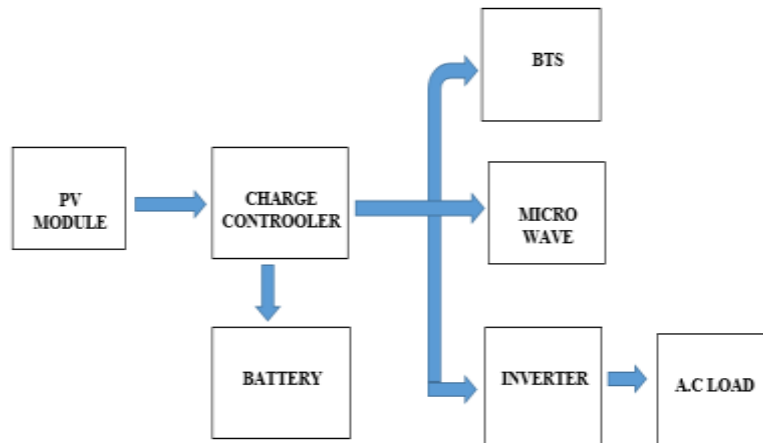 BTS
PV
MODULE
CHARGE
CONTROOLER
MICRO
WAVE
BATTERY
INVERTER
A.C LOAD